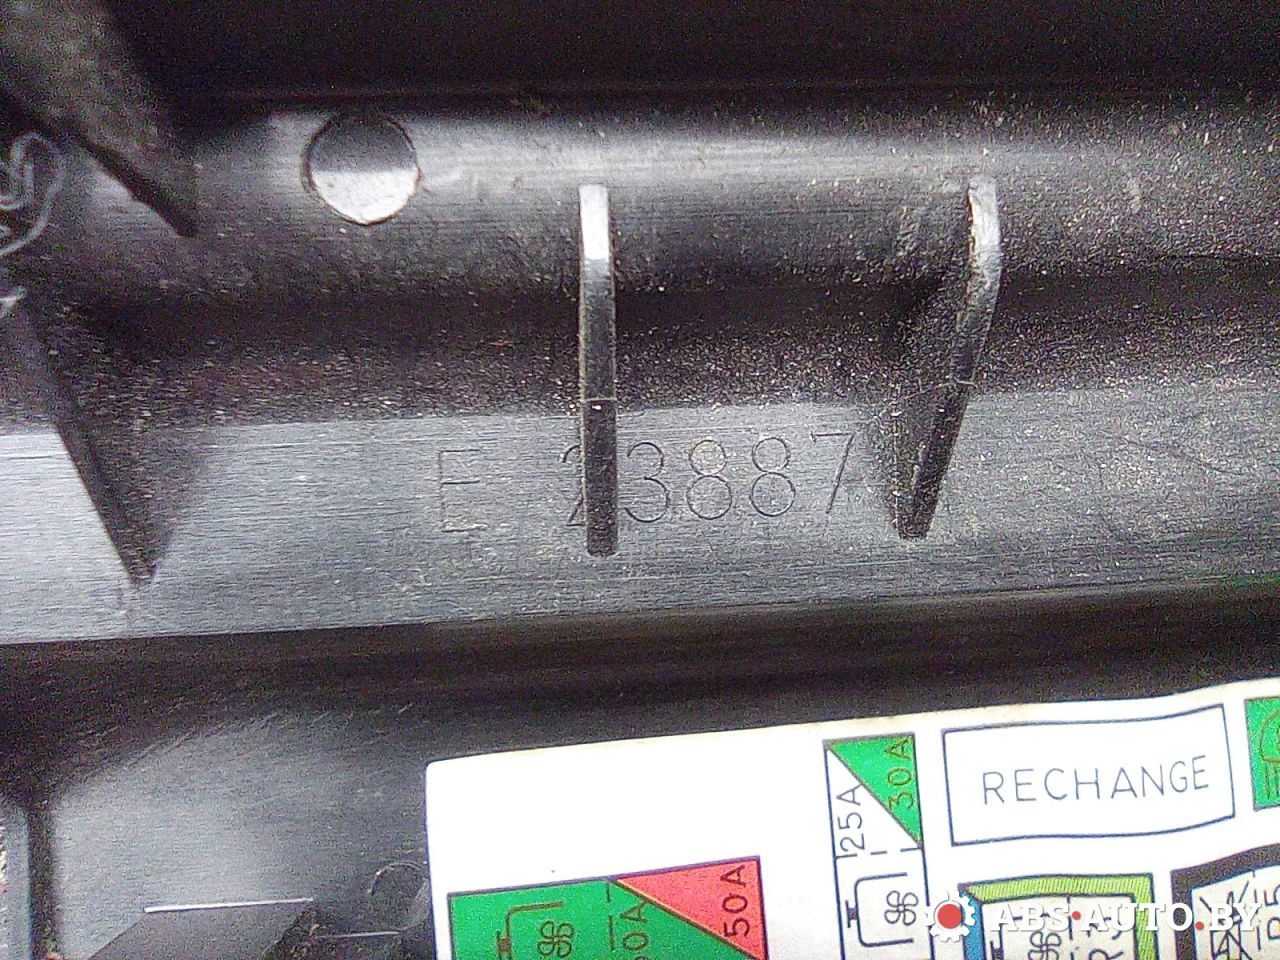 E 23887
25A
30A
RECHANGE
50A
ABS-AUTO.BY